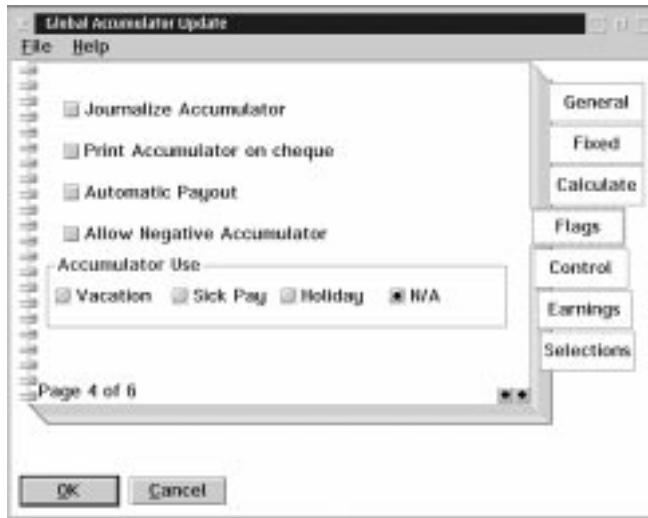 Global Accumulator Update
File Help
Journalize Accumulator
Print Accumulator on cheque
Automatic Payout
Allow Negative Accumulator
Accumulator Use
Vacation Sick Pay Holiday N/A
Page 4 of 6
General
Fixed
Calculate
Flags
Control
Earnings
Selections
OK Cancel